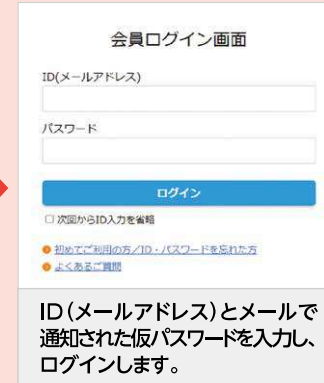 会員ログイン画面
ID(メールアドレス)
パスワード
ログイン
次回からID入力を省略
初めてご利用の方/ID・パスワードを忘れた方
よくあるご質問
ID(メールアドレス)とメールで
通知された仮パスワードを入力し、
ログインします。